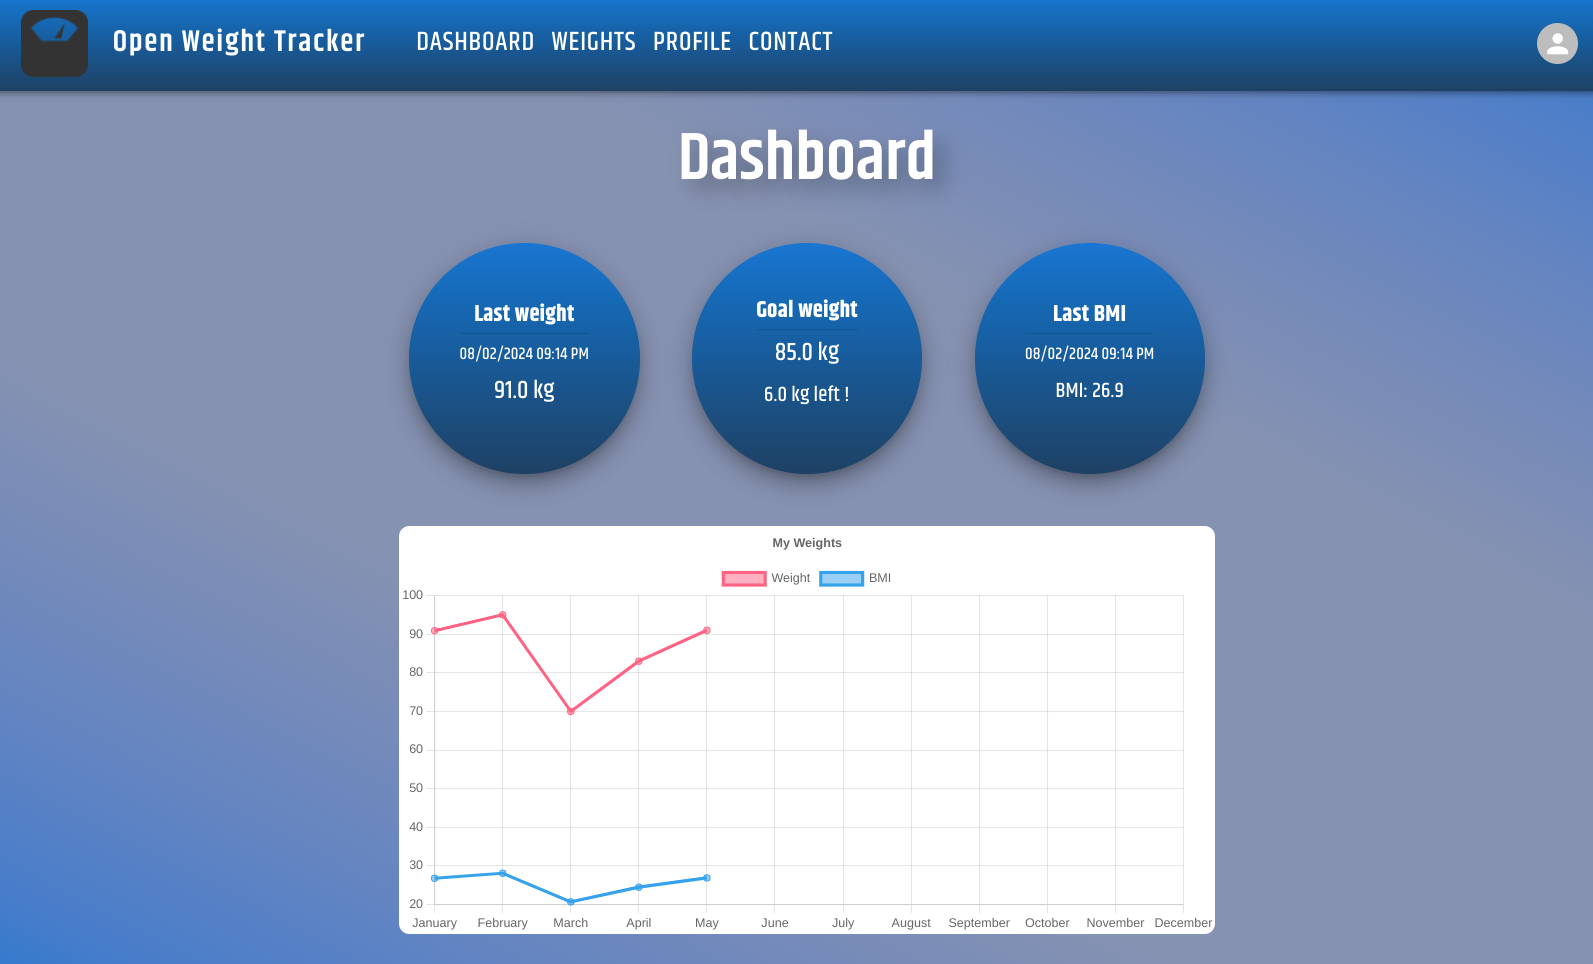 Open Weight Tracker DASHBOARD WEIGHTS PROFILE CONTACT
Dashboard
Last weight
08/02/2024 09:14 PM
91.0 kg
Goal weight
85.0 kg
6.0 kg left !
Last BMI
08/02/2024 09:14 PM
BMI: 26.9
My Weights
Weight BMI
100
90
80
70
60
50
40
30
20
January February March April May June July August September October November December